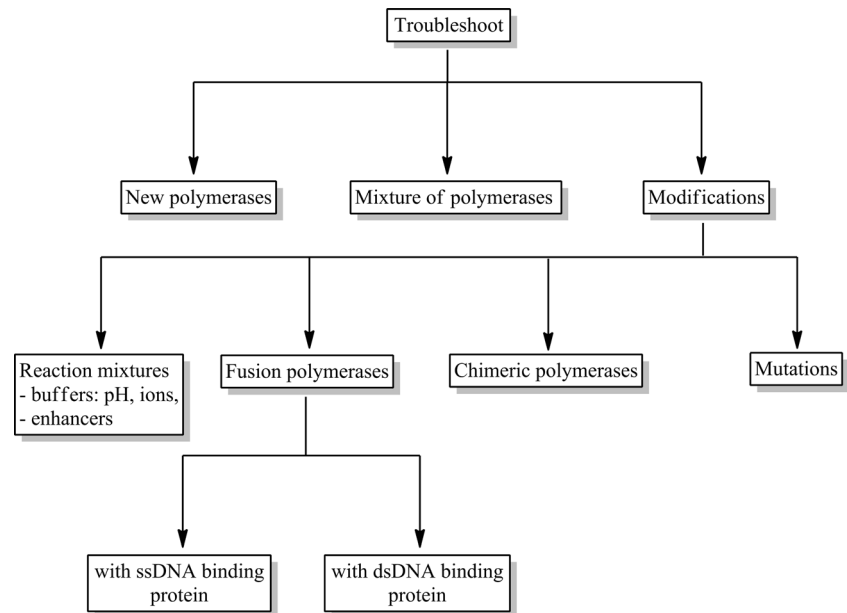 Troubleshoot
New polymerases
Mixture of polymerases
Modifications
Reaction mixtures
- buffers: pH, ions,
- enhancers
Fusion polymerases
Chimeric polymerases
Mutations
with ssDNA binding
protein
with dsDNA binding
protein